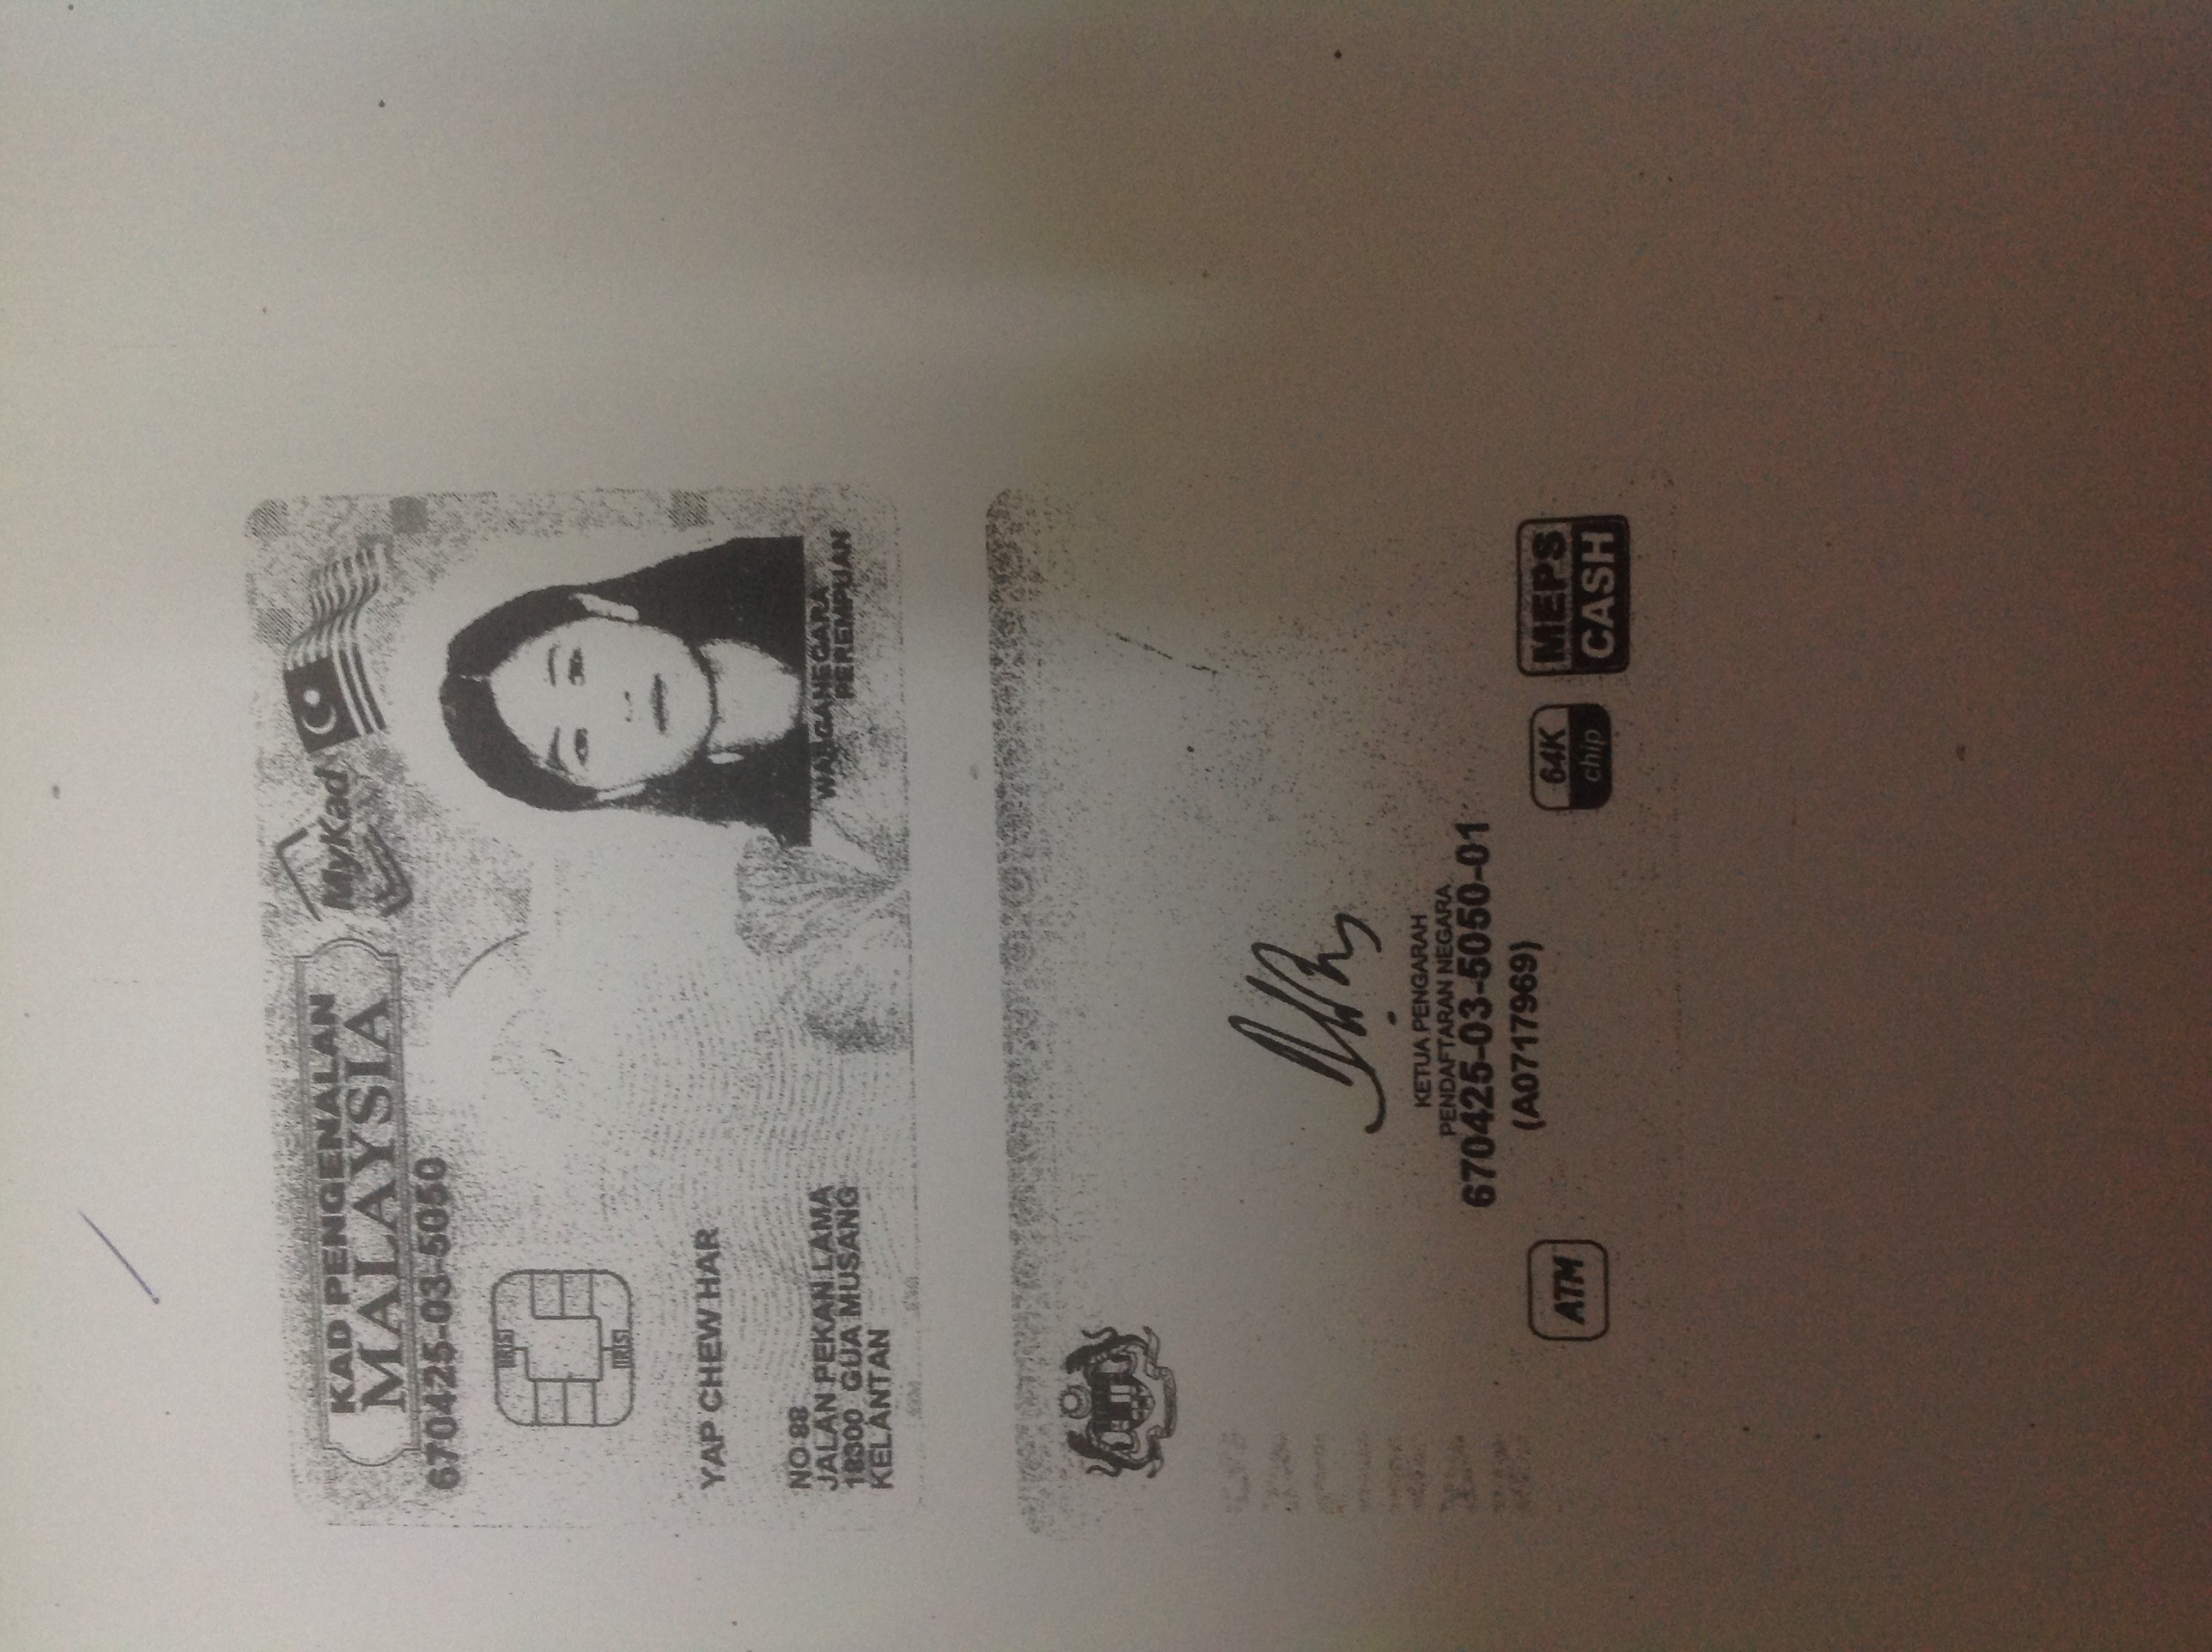 KAD PENGENALAN
MALAYSIA
MyKad
670425-03-5050
YAP CHEW HAR
NO 88
JALAN PEKAN LAMA
18300 GUA MUSANG
KELANTAN
WARGANEGARA
PEREMPUAN
KETUA PENGARAH
PENDAFTARAN NEGARA
670425-03-5050-01
(A0717969)
ATM
64K
chip
MEPS
CASH